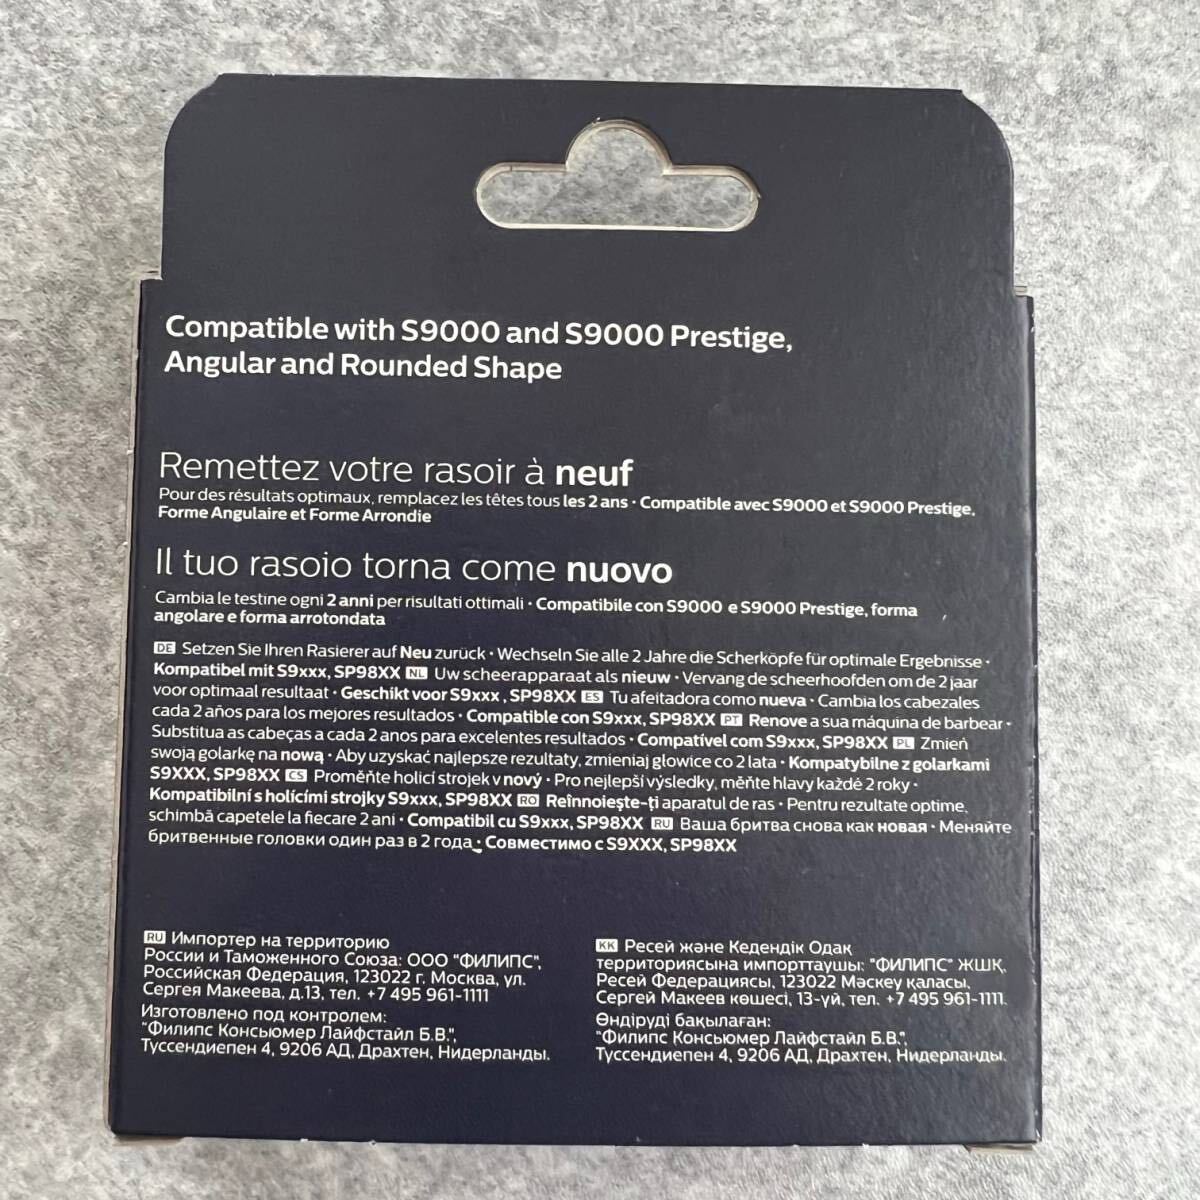 Compatible with S9000 and S9000 Prestige,
Angular and Rounded Shape
Remettez votre rasoir à neuf
Pour des résultats optimaux, remplacez les têtes tous les 2 ans · Compatible avec S9000 et S9000 Prestige,
Forme Angulaire et Forme Arrondie
Il tuo rasoio torna come nuovo
Cambia le testine ogni 2 anni per risultati ottimali · Compatibile con S9000 e S9000 Prestige, forma
angolare e forma arrotondata
DE Setzen Sie Ihren Rasierer auf Neu zurück · Wechseln Sie alle 2 Jahre die Scherköpfe für optimale Ergebnisse ·
Kompatibel mit S9xxx, SP98XX NL Uw scheerapparaat als nieuw · Vervang de scheerhoofden om de 2 jaar
voor optimaal resultaat · Geschikt voor S9xxx, SP98XX ES Tu afeitadora como nueva · Cambia los cabezales
cada 2 años para los mejores resultados · Compatible con S9xxx, SP98XX PT Renove a sua máquina de barbear ·
Substitua as cabeças a cada 2 anos para excelentes resultados · Compatível com S9xxx, SP98XX PL Zmień
swoją golarkę na nową · Aby uzyskać najlepsze rezultaty, zmieniaj głowice co 2 lata · Kompatybilne z golarkami
S9XXX, SP98XX CS Proměňte holicí strojek v nový · Pro nejlepší výsledky, měňte hlavy každé 2 roky ·
Kompatibilní s holícími strojky S9xxx, SP98XX RO Reînnoieşte-ţi aparatul de ras · Pentru rezultate optime,
schimbă capetele la fiecare 2 ani · Compatibil cu S9xxx, SP98XX RU Ваша бритва снова как новая · Меняйте
бритвенные головки один раз в 2 года · Совместимо с S9XXX, SP98XX
RU Импортер на территорию
России и Таможенного Союза: ООО "ФИЛИПС",
Российская Федерация, 123022 г. Москва, ул.
Сергея Макеева, д.13, тел. +7 495 961-1111
Изготовлено под контролем:
"Филипс Консьюмер Лайфстайл Б.В.",
Туссендиепен 4, 9206 АД, Драхтен, Нидерланды.
KK Ресей және Кедендік Одақ
территориясына импорттаушы: "ФИЛИПС" ЖШҚ,
Ресей Федерациясы, 123022 Мәскеу қаласы,
Сергей Макеев көшесі, 13-үй, тел. +7 495 961-1111.
Өндіруді бақылаған:
"Филипс Консьюмер Лайфстайл Б.В.",
Туссендиепен 4, 9206 АД, Драхтен, Нидерланды.